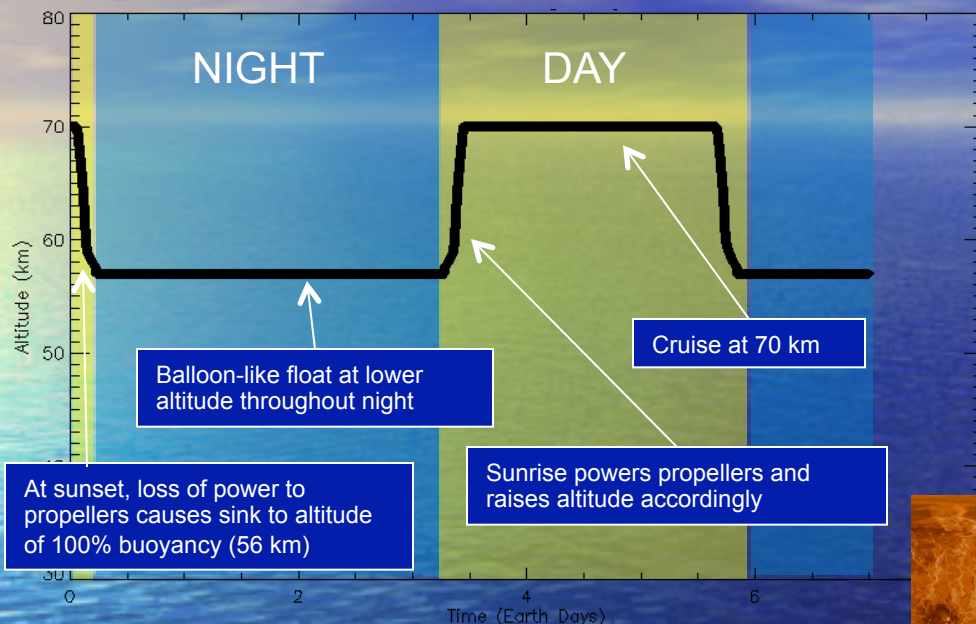 80
NIGHT
DAY
70
60
50
Altitude (km)
Cruise at 70 km
Balloon-like float at lower
altitude throughout night
Sunrise powers propellers and
raises altitude accordingly
At sunset, loss of power to
propellers causes sink to altitude
of 100% buoyancy (56 km)
30
0
2
4
6
Time (Earth Days)